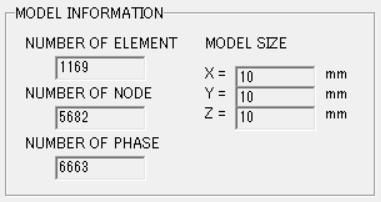 MODEL INFORMATION
NUMBER OF ELEMENT
1169
NUMBER OF NODE
5682
NUMBER OF PHASE
6663
MODEL SIZE
X = 10 mm
Y = 10 mm
Z = 10 mm